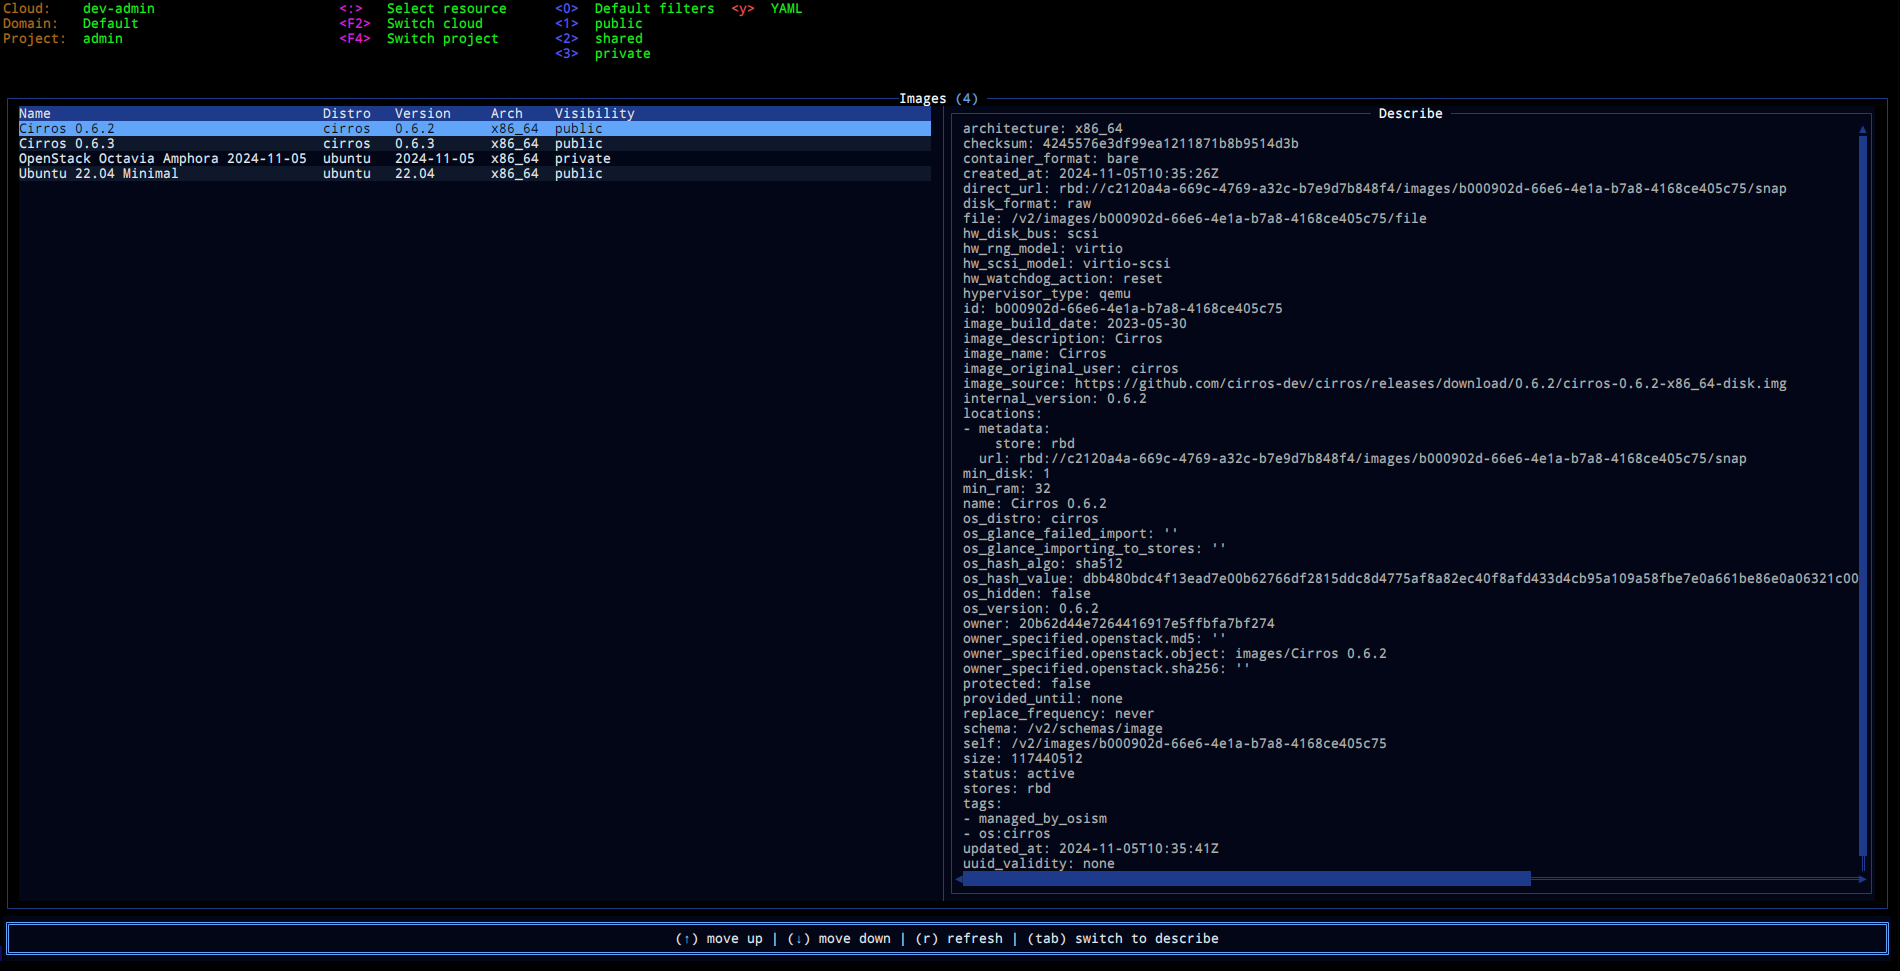 Cloud: dev-admin <:> Select resource <0> Default filters <y> YAML
Domain: Default <F2> Switch cloud <1> public
Project: admin <F4> Switch project <2> shared
<3> private
Images (4)
Name Distro Version Arch Visibility
Cirros 0.6.2 cirros 0.6.2 x86_64 public
Cirros 0.6.3 cirros 0.6.3 x86_64 public
OpenStack Octavia Amphora 2024-11-05 ubuntu 2024-11-05 x86_64 private
Ubuntu 22.04 Minimal ubuntu 22.04 x86_64 public
Describe
architecture: x86_64
checksum: 4245576e3df99ea1211871b8b9514d3b
container_format: bare
created_at: 2024-11-05T10:35:26Z
direct_url: rbd://c2120a4a-669c-4769-a32c-b7e9d7b848f4/images/b000902d-66e6-4e1a-b7a8-4168ce405c75/snap
disk_format: raw
file: /v2/images/b000902d-66e6-4e1a-b7a8-4168ce405c75/file
hw_disk_bus: scsi
hw_rng_model: virtio
hw_scsi_model: virtio-scsi
hw_watchdog_action: reset
hypervisor_type: qemu
id: b000902d-66e6-4e1a-b7a8-4168ce405c75
image_build_date: 2023-05-30
image_description: Cirros
image_name: Cirros
image_original_user: cirros
image_source: https://github.com/cirros-dev/cirros/releases/download/0.6.2/cirros-0.6.2-x86_64-disk.img
internal_version: 0.6.2
locations:
- metadata:
store: rbd
url: rbd://c2120a4a-669c-4769-a32c-b7e9d7b848f4/images/b000902d-66e6-4e1a-b7a8-4168ce405c75/snap
min_disk: 1
min_ram: 32
name: Cirros 0.6.2
os_distro: cirros
os_glance_failed_import: ''
os_glance_importing_to_stores: ''
os_hash_algo: sha512
os_hash_value: dbb480bdc4f13ead7e00b62766df2815ddc8d4775af8a82ec40f8afd433d4cb95a109a58fbe7e0a661be86e0a06321c00
os_hidden: false
os_version: 0.6.2
owner: 20b62d44e7264416917e5ffbfa7bf274
owner_specified.openstack.md5: ''
owner_specified.openstack.object: images/Cirros 0.6.2
owner_specified.openstack.sha256: ''
protected: false
provided_until: none
replace_frequency: never
schema: /v2/schemas/image
self: /v2/images/b000902d-66e6-4e1a-b7a8-4168ce405c75
size: 117440512
status: active
stores: rbd
tags:
- managed_by_osism
- os:cirros
updated_at: 2024-11-05T10:35:41Z
uuid_validity: none
(↑) move up | (↓) move down | (r) refresh | (tab) switch to describe